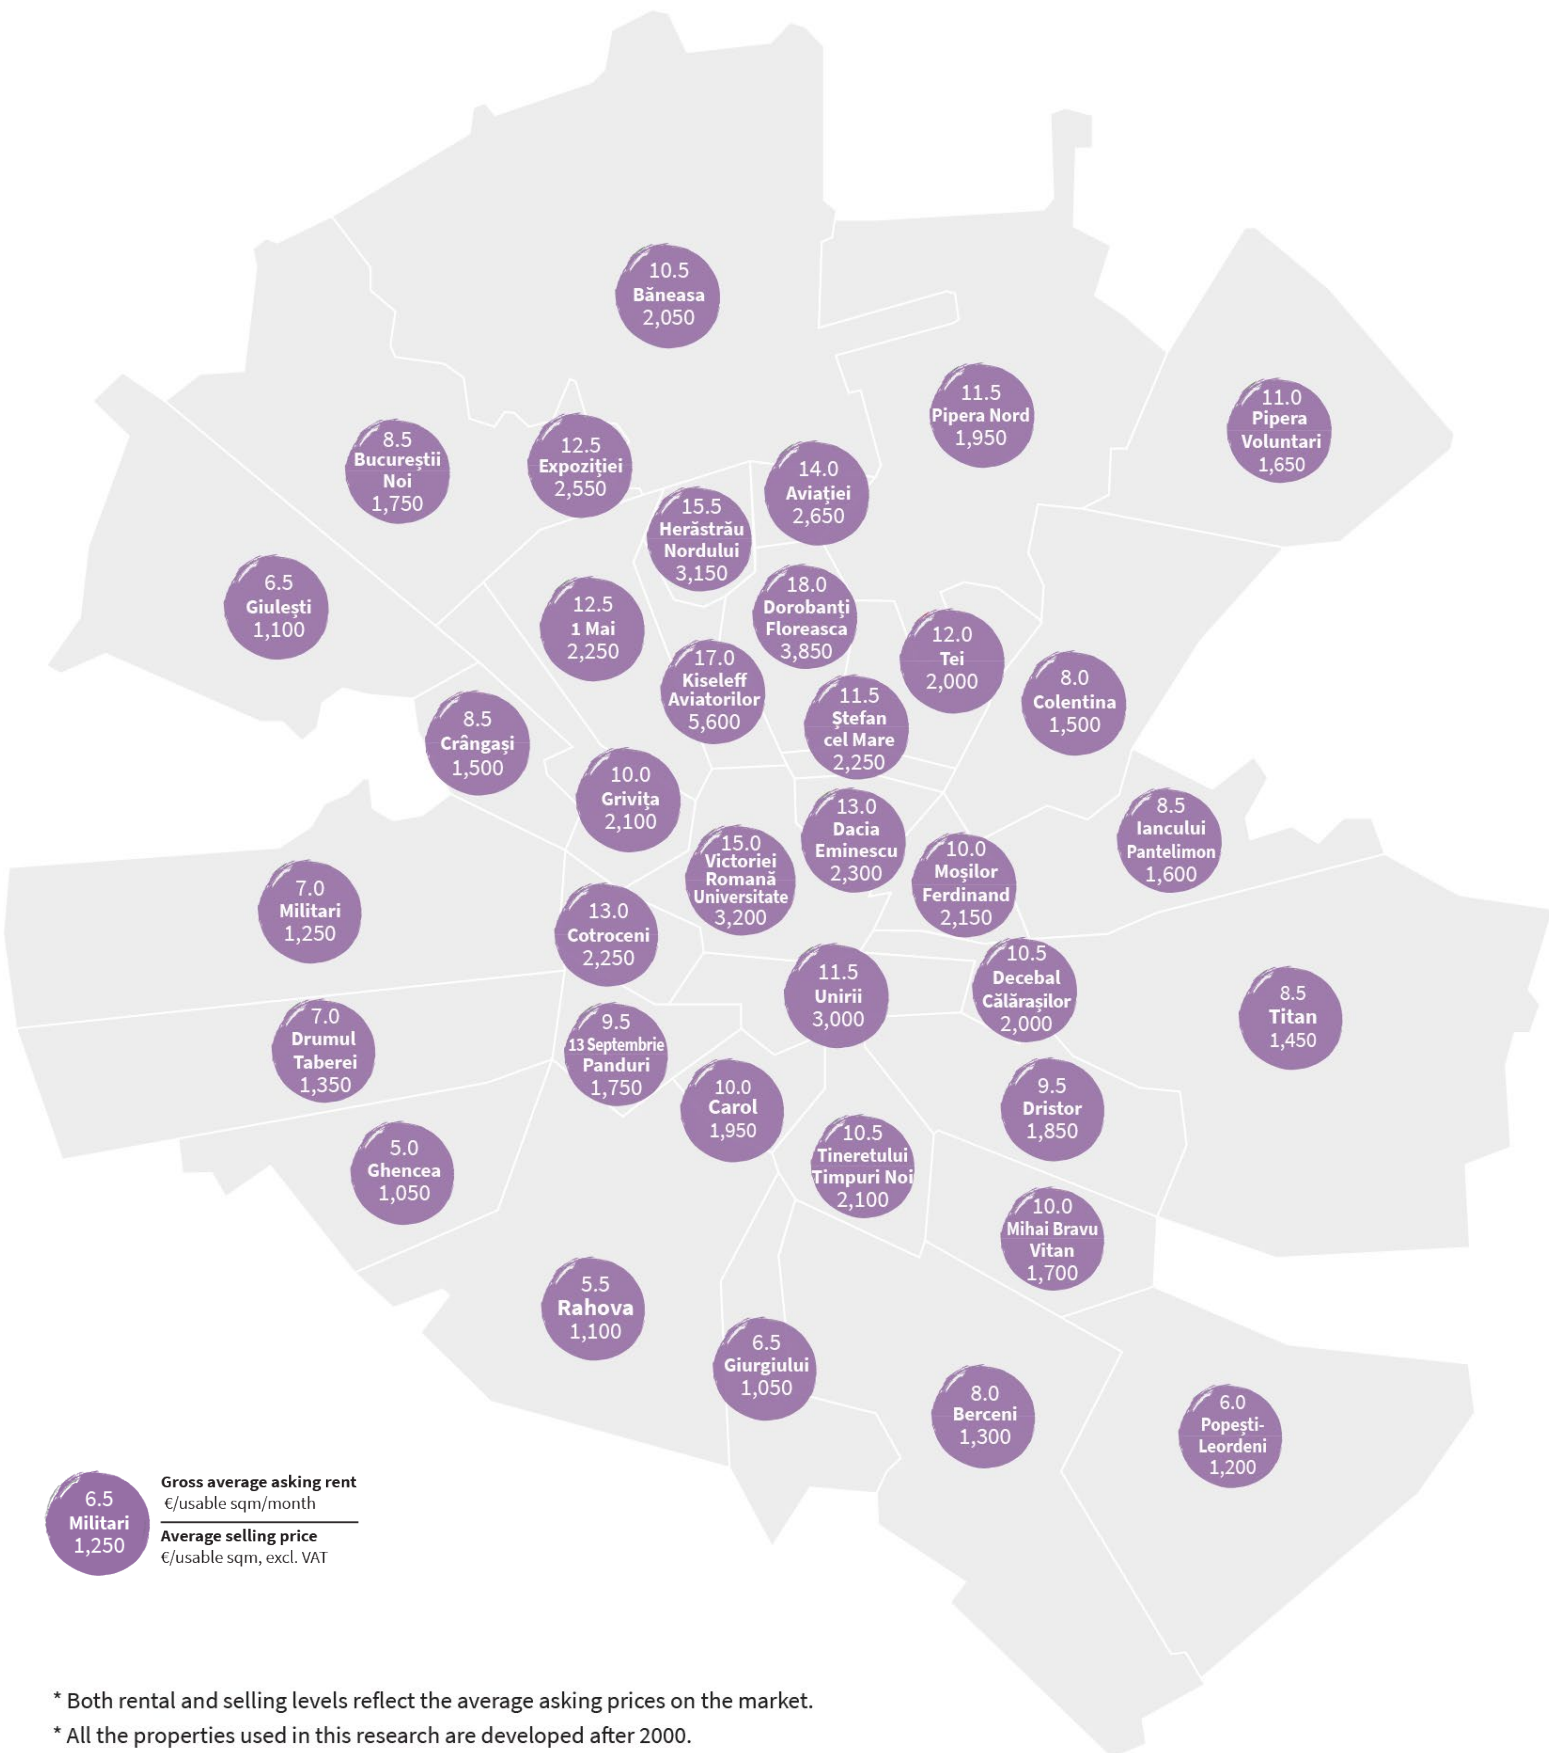 10.5
Băneasa
2,050
11.5
Pipera Nord
1,950
11.0
Pipera
Voluntari
1,650
8.5
Bucureștii
Noi
1,750
12.5
Expoziției
2,550
14.0
Aviației
2,650
15.5
Herăstrău
Nordului
3,150
6.5
Giulești
1,100
12.5
1 Mai
2,250
18.0
Dorobanți
Floreasca
3,850
12.0
Tei
2,000
17.0
Kiseleff
Aviatorilor
5,600
8.0
Colentina
1,500
11.5
Ștefan
cel Mare
2,250
8.5
Crângași
1,500
10.0
Grivița
2,100
13.0
Dacia
Eminescu
2,300
8.5
Iancului
Pantelimon
1,600
15.0
Victoriei
Romană
Universitate
3,200
10.0
Moșilor
Ferdinand
2,150
7.0
Militari
1,250
13.0
Cotroceni
2,250
11.5
Unirii
3,000
10.5
Decebal
Călărașilor
2,000
8.5
Titan
1,450
7.0
Drumul
Taberei
1,350
9.5
13 Septembrie
Panduri
1,750
10.0
Carol
1,950
9.5
Dristor
1,850
10.5
Tineretului
Timpuri Noi
2,100
5.0
Ghencea
1,050
10.0
Mihai Bravu
Vitan
1,700
5.5
Rahova
1,100
6.5
Giurgiului
1,050
8.0
Berceni
1,300
6.0
Popești-
Leordeni
1,200
6.5
Militari
1,250
Gross average asking rent
€/usable sqm/month
Average selling price
€/usable sqm, excl. VAT
* Both rental and selling levels reflect the average asking prices on the market.
* All the properties used in this research are developed after 2000.